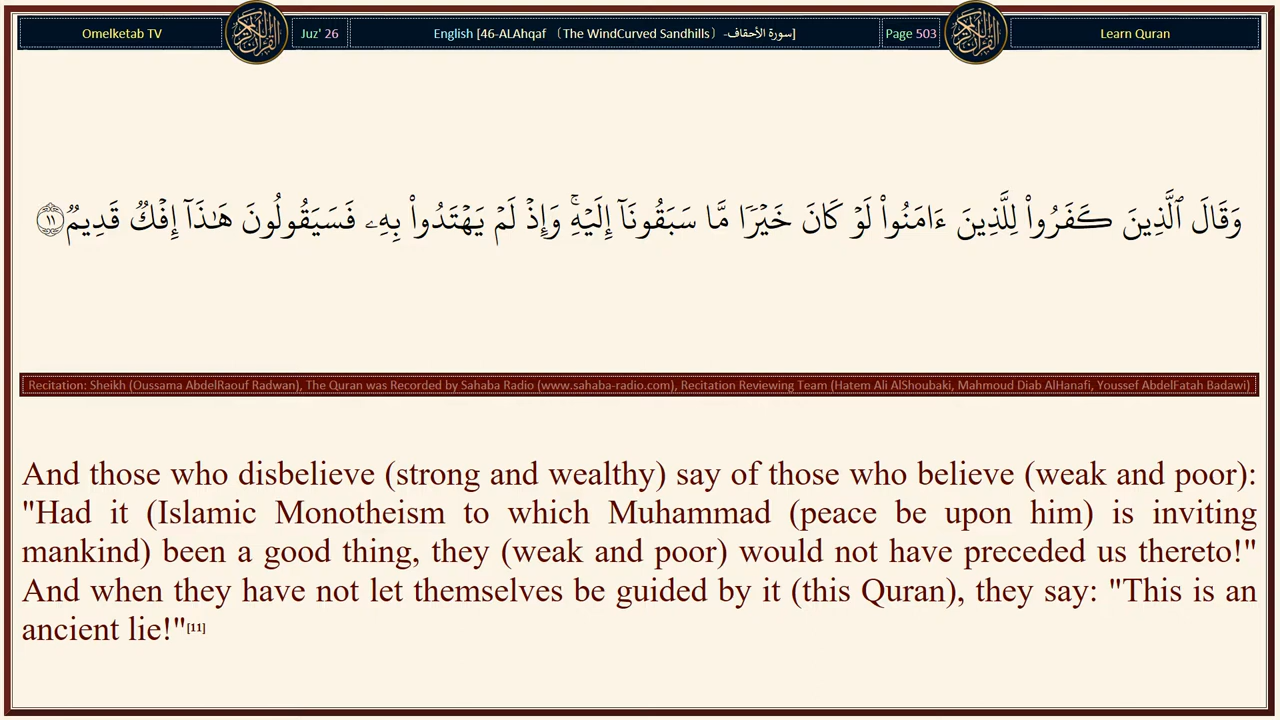 Omelketab TV
Juz' 26
English [46-ALAhqaf (The WindCurved Sandhills) -سورة الأحقاف]
Page 503
Learn Quran
وَقَالَ ٱلَّذِينَ كَفَرُوا۟ لِلَّذِينَ ءَامَنُوا۟ لَوْ كَانَ خَيْرًۭا مَّا سَبَقُونَآ إِلَيْهِ ۚ وَإِذْ لَمْ يَهْتَدُوا۟ بِهِۦ فَسَيَقُولُونَ هَـٰذَآ إِفْكٌۭ قَدِيمٌۭ ١١
Recitation: Sheikh (Oussama AbdelRaouf Radwan), The Quran was Recorded by Sahaba Radio (www.sahaba-radio.com), Recitation Reviewing Team (Hatem Ali AlShoubaki, Mahmoud Diab AlHanafi, Youssef AbdelFatah Badawi)
And those who disbelieve (strong and wealthy) say of those who believe (weak and poor):
"Had it (Islamic Monotheism to which Muhammad (peace be upon him) is inviting
mankind) been a good thing, they (weak and poor) would not have preceded us thereto!"
And when they have not let themselves be guided by it (this Quran), they say: "This is an
ancient lie!"[11]